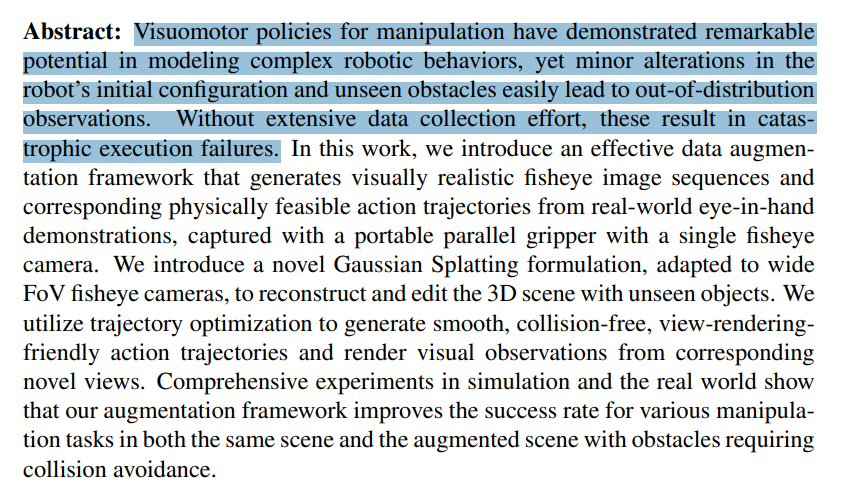 Abstract: Visuomotor policies for manipulation have demonstrated remarkable
potential in modeling complex robotic behaviors, yet minor alterations in the
robot's initial configuration and unseen obstacles easily lead to out-of-distribution
observations. Without extensive data collection effort, these result in catas-
trophic execution failures. In this work, we introduce an effective data augmen-
tation framework that generates visually realistic fisheye image sequences and
corresponding physically feasible action trajectories from real-world eye-in-hand
demonstrations, captured with a portable parallel gripper with a single fisheye
camera. We introduce a novel Gaussian Splatting formulation, adapted to wide
FoV fisheye cameras, to reconstruct and edit the 3D scene with unseen objects. We
utilize trajectory optimization to generate smooth, collision-free, view-rendering-
friendly action trajectories and render visual observations from corresponding
novel views. Comprehensive experiments in simulation and the real world show
that our augmentation framework improves the success rate for various manipula-
tion tasks in both the same scene and the augmented scene with obstacles requiring
collision avoidance.